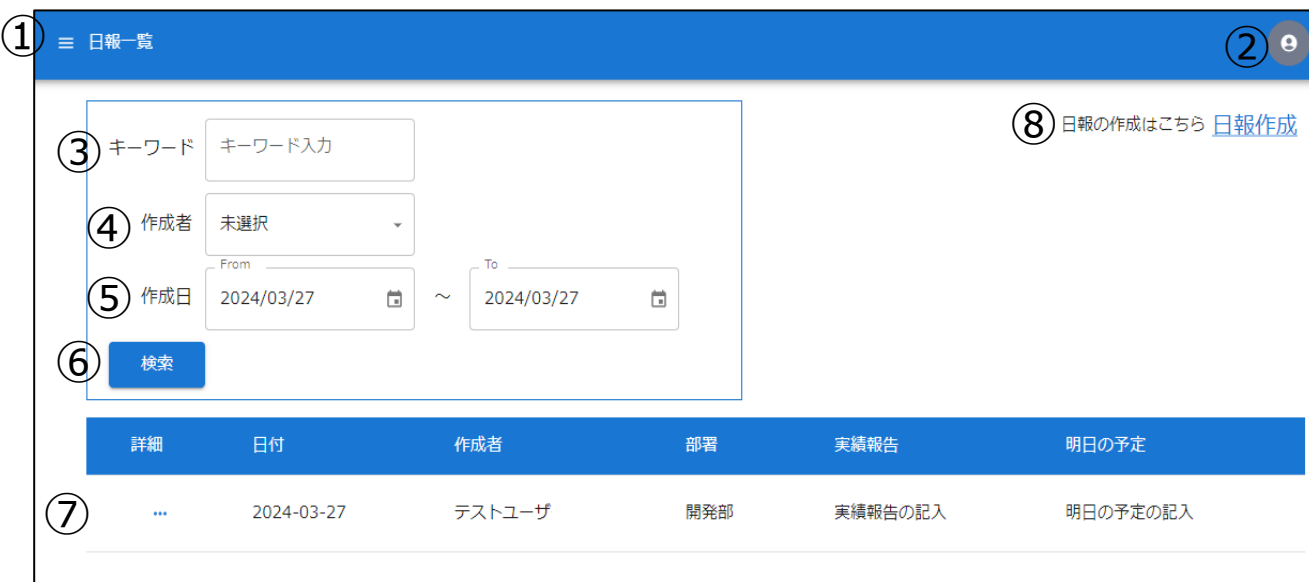 ① 日報一覧 ②
⑧ 日報の作成はこちら 日報作成
③ キーワード キーワード入力
④ 作成者 未選択
From To
⑤ 作成日 2024/03/27 ～ 2024/03/27
⑥ 検索
詳細 日付 作成者 部署 実績報告 明日の予定
⑦ … 2024-03-27 テストユーザ 開発部 実績報告の記入 明日の予定の記入